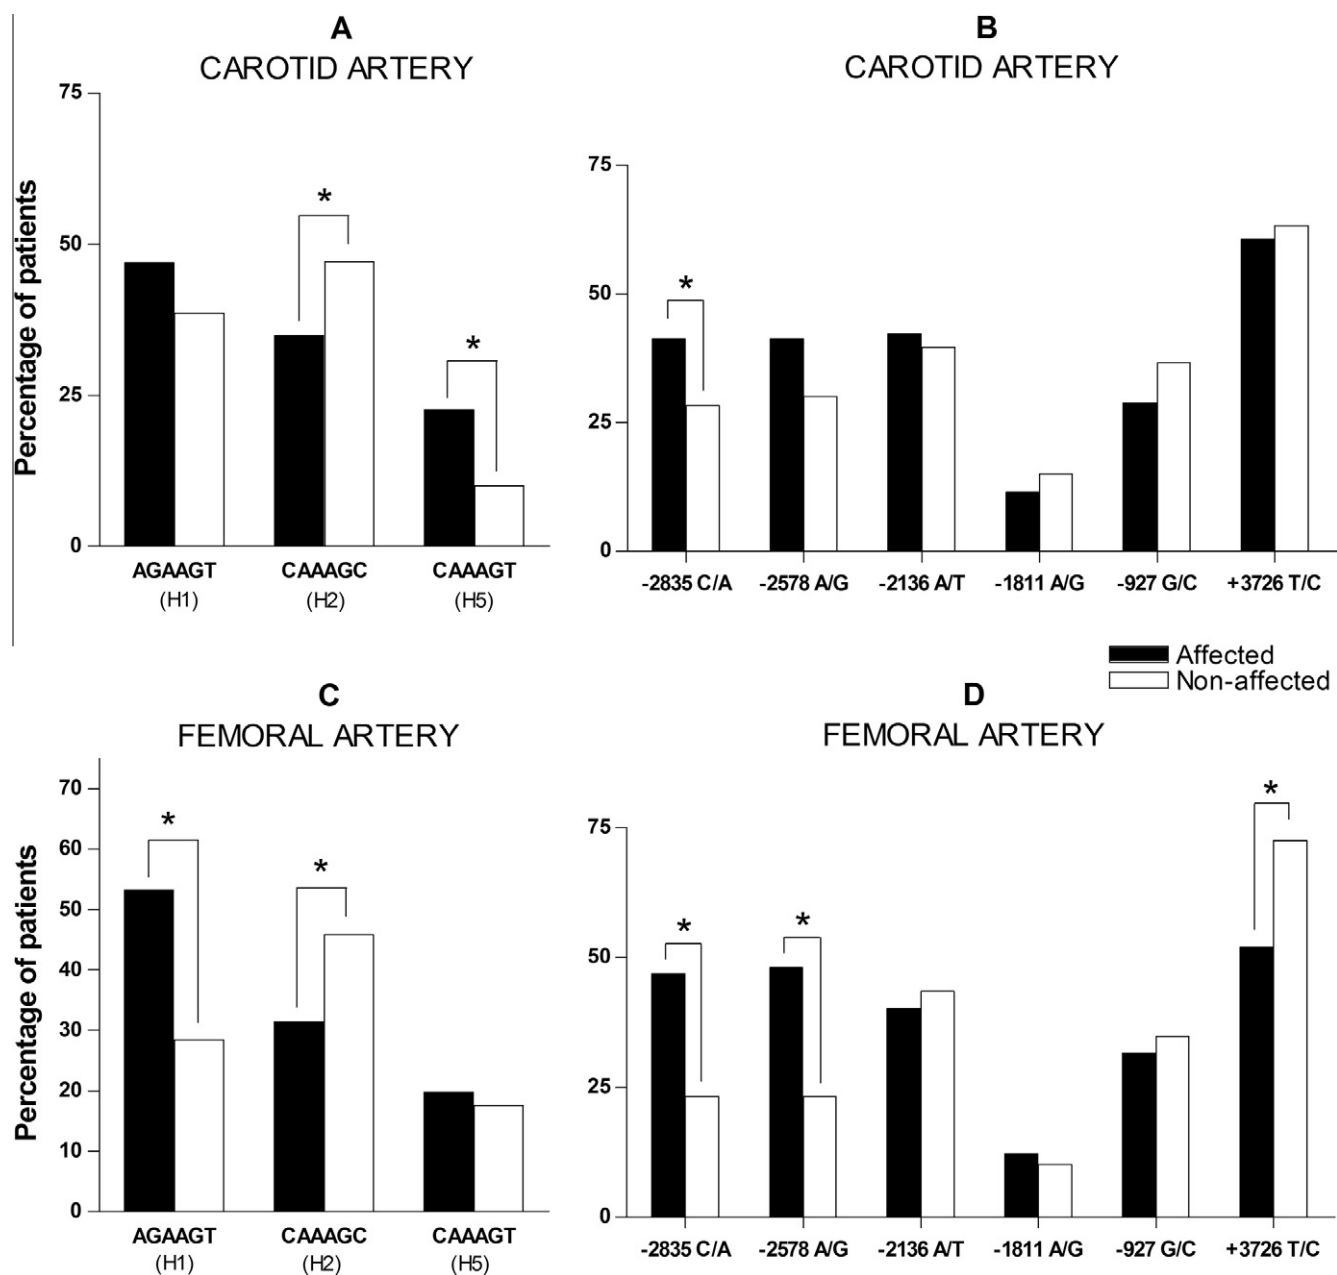 A
CAROTID ARTERY
Percentage of patients
75
50
25
0
*
*
AGAAGT
(H1)
CAAAGC
(H2)
CAAAGT
(H5)
B
CAROTID ARTERY
75
50
25
0
*
-2835 C/A
-2578 A/G
-2136 A/T
-1811 A/G
-927 G/C
+3726 T/C
Affected
Non-affected
C
FEMORAL ARTERY
Percentage of patients
70
60
50
40
30
20
10
0
*
*
AGAAGT
(H1)
CAAAGC
(H2)
CAAAGT
(H5)
D
FEMORAL ARTERY
75
50
25
0
*
*
*
-2835 C/A
-2578 A/G
-2136 A/T
-1811 A/G
-927 G/C
+3726 T/C